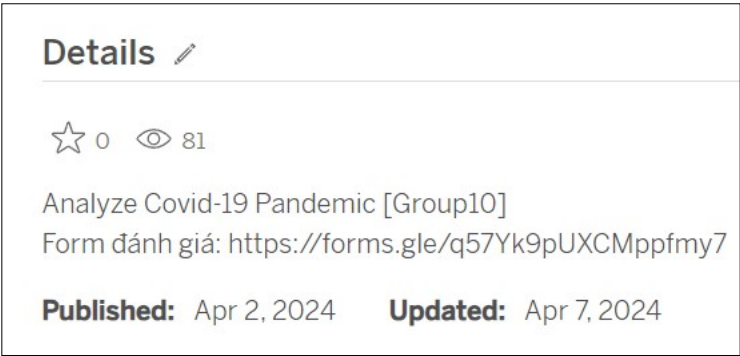 Details
0 81
Analyze Covid-19 Pandemic [Group10]
Form đánh giá: https://forms.gle/q57Yk9pUXCMppfmy7
Published: Apr 2, 2024 Updated: Apr 7, 2024